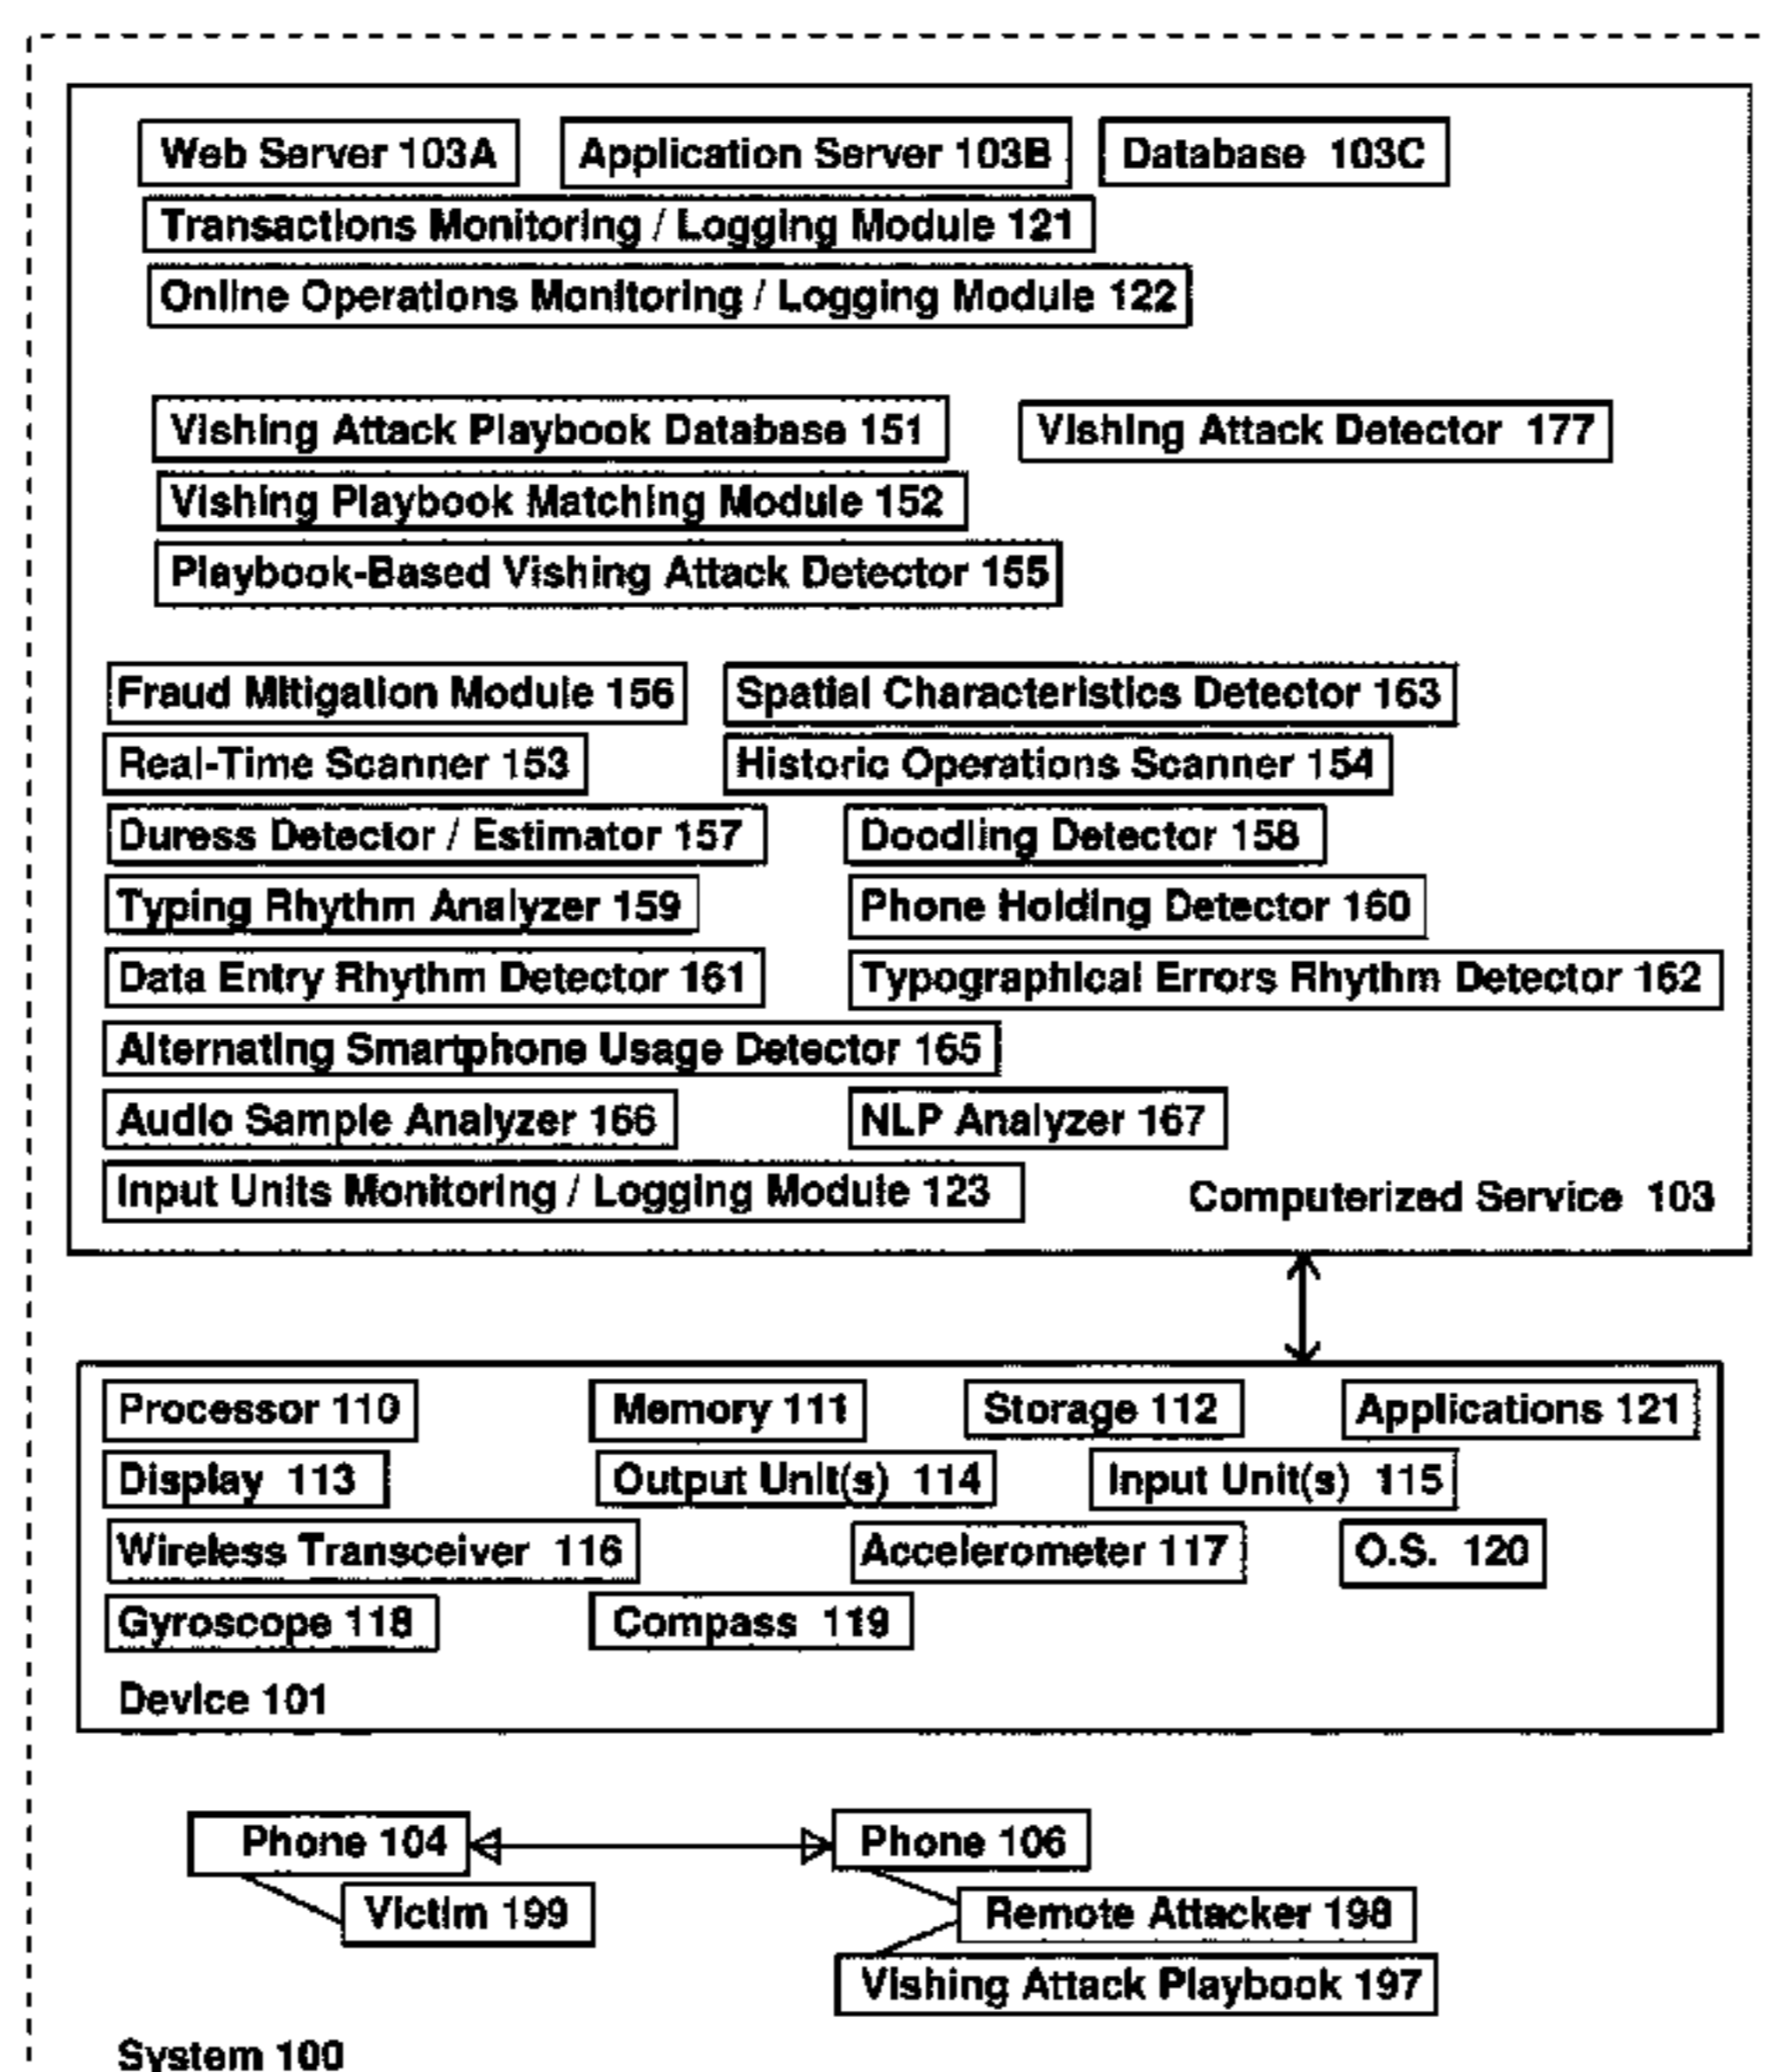 Web Server 103A Application Server 103B Database 103C
Transactions Monitoring / Logging Module 121
Online Operations Monitoring / Logging Module 122
Vishing Attack Playbook Database 151 Vishing Attack Detector 177
Vishing Playbook Matching Module 152
Playbook-Based Vishing Attack Detector 155
Fraud Mitigation Module 156 Spatial Characteristics Detector 163
Real-Time Scanner 153 Historic Operations Scanner 154
Duress Detector / Estimator 157 Doodling Detector 158
Typing Rhythm Analyzer 159 Phone Holding Detector 160
Data Entry Rhythm Detector 161 Typographical Errors Rhythm Detector 162
Alternating Smartphone Usage Detector 165
Audio Sample Analyzer 166 NLP Analyzer 167
Input Units Monitoring / Logging Module 123 Computerized Service 103
Processor 110 Memory 111 Storage 112 Applications 121
Display 113 Output Unit(s) 114 Input Unit(s) 115
Wireless Transceiver 116 Accelerometer 117 O.S. 120
Gyroscope 118 Compass 119
Device 101
Phone 104 Phone 106
Victim 199 Remote Attacker 198
Vishing Attack Playbook 197
System 100